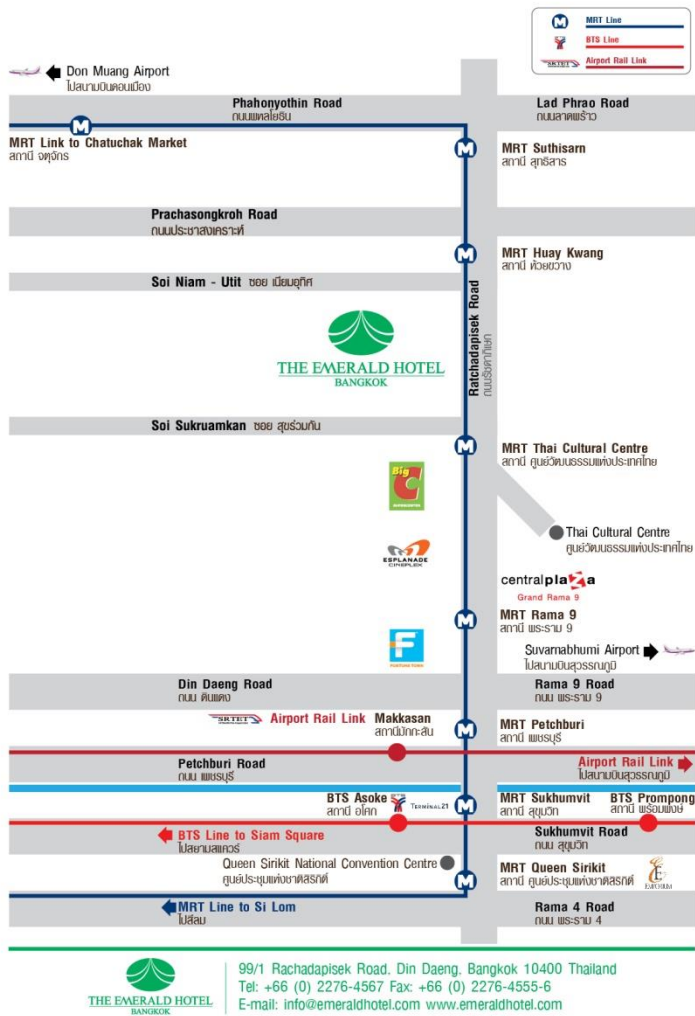 MRT Line
BTS Line
SRTET Airport Rail Link
Don Muang Airport
ไปสนามบินดอนเมือง
Phahonyothin Road
ถนนพหลโยธิน
Lad Phrao Road
ถนนลาดพร้าว
M
MRT Link to Chatuchak Market
สถานี จตุจักร
M
MRT Suthisarn
สถานี สุทธิสาร
Prachasongkroh Road
ถนนประชาสงเคราะห์
M
MRT Huay Kwang
สถานี ห้วยขวาง
Soi Niam - Utit ซอย เนียมอุทิศ
Ratchadapisek Road
ถนนรัชดาภิเษก
THE EMERALD HOTEL
BANGKOK
Soi Sukruamkan ซอย สุขร่วมกัน
M
MRT Thai Cultural Centre
สถานี ศูนย์วัฒนธรรมแห่งประเทศไทย
Big C
SUPERCENTER
Thai Cultural Centre
ศูนย์วัฒนธรรมแห่งประเทศไทย
ESPLANADE
CINEPLEX
centralplaza
Grand Rama 9
M
MRT Rama 9
สถานี พระราม 9
F
FORTUNE TOWN
Suvarnabhumi Airport
ไปสนามบินสุวรรณภูมิ
Din Daeng Road
ถนน ดินแดง
Rama 9 Road
ถนน พระราม 9
SRTET Airport Rail Link Makkasan
สถานีมักกะสัน
M
MRT Petchburi
สถานี เพชรบุรี
Petchburi Road
ถนน เพชรบุรี
Airport Rail Link
ไปสนามบินสุวรรณภูมิ
BTS Asoke
สถานี อโศก
TERMINAL21
M
MRT Sukhumvit
สถานี สุขุมวิท
BTS Prompong
สถานี พร้อมพงษ์
BTS Line to Siam Square
ไปสยามสแควร์
Sukhumvit Road
ถนน สุขุมวิท
Queen Sirikit National Convention Centre
ศูนย์ประชุมแห่งชาติสิริกิติ์
M
MRT Queen Sirikit
สถานี ศูนย์ประชุมแห่งชาติสิริกิติ์
E
EMPORIUM
MRT Line to Si Lom
ไปสีลม
Rama 4 Road
ถนน พระราม 4
THE EMERALD HOTEL
BANGKOK
99/1 Rachadapisek Road, Din Daeng, Bangkok 10400 Thailand
Tel: +66 (0) 2276-4567 Fax: +66 (0) 2276-4555-6
E-mail: info@emeraldhotel.com www.emeraldhotel.com